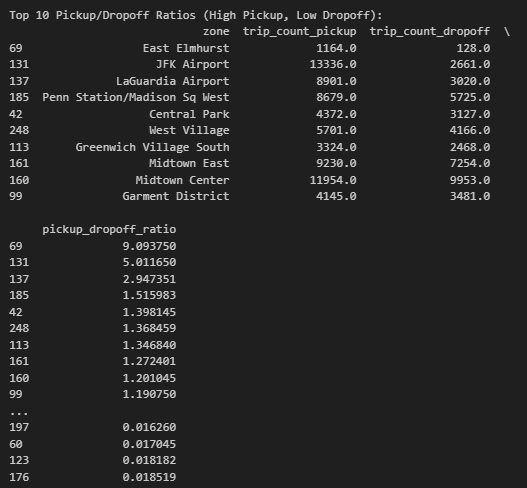 Top 10 Pickup/Dropoff Ratios (High Pickup, Low Dropoff):
                             zone  trip_count_pickup  trip_count_dropoff  \
69                  East Elmhurst             1164.0               128.0
131                   JFK Airport            13336.0              2661.0
137             LaGuardia Airport             8901.0              3020.0
185  Penn Station/Madison Sq West             8679.0              5725.0
42                   Central Park             4372.0              3127.0
248                  West Village             5701.0              4166.0
113       Greenwich Village South             3324.0              2468.0
161                  Midtown East             9230.0              7254.0
160                Midtown Center            11954.0              9953.0
99               Garment District             4145.0              3481.0

     pickup_dropoff_ratio
69               9.093750
131              5.011650
137              2.947351
185              1.515983
42               1.398145
248              1.368459
113              1.346840
161              1.272401
160              1.201045
99               1.190750
...
197              0.016260
60               0.017045
123              0.018182
176              0.018519